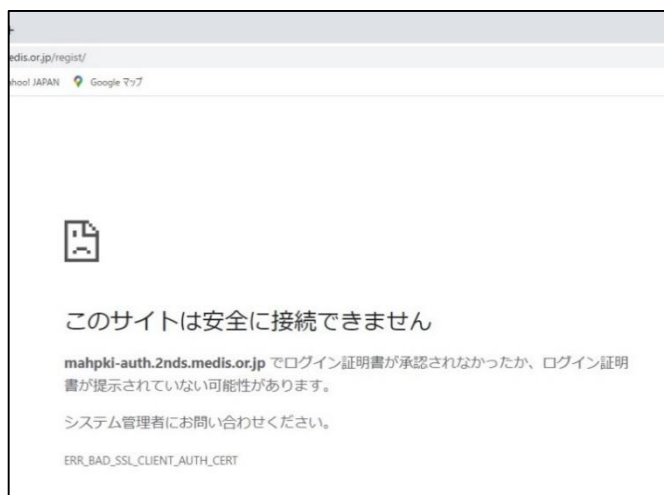 edis.or.jp/regist/
ahoo! JAPAN Google マップ
このサイトは安全に接続できません
mahpki-auth.2nds.medis.or.jp でログイン証明書が承認されなかったか、ログイン証明
書が提示されていない可能性があります。
システム管理者にお問い合わせください。
ERR_BAD_SSL_CLIENT_AUTH_CERT